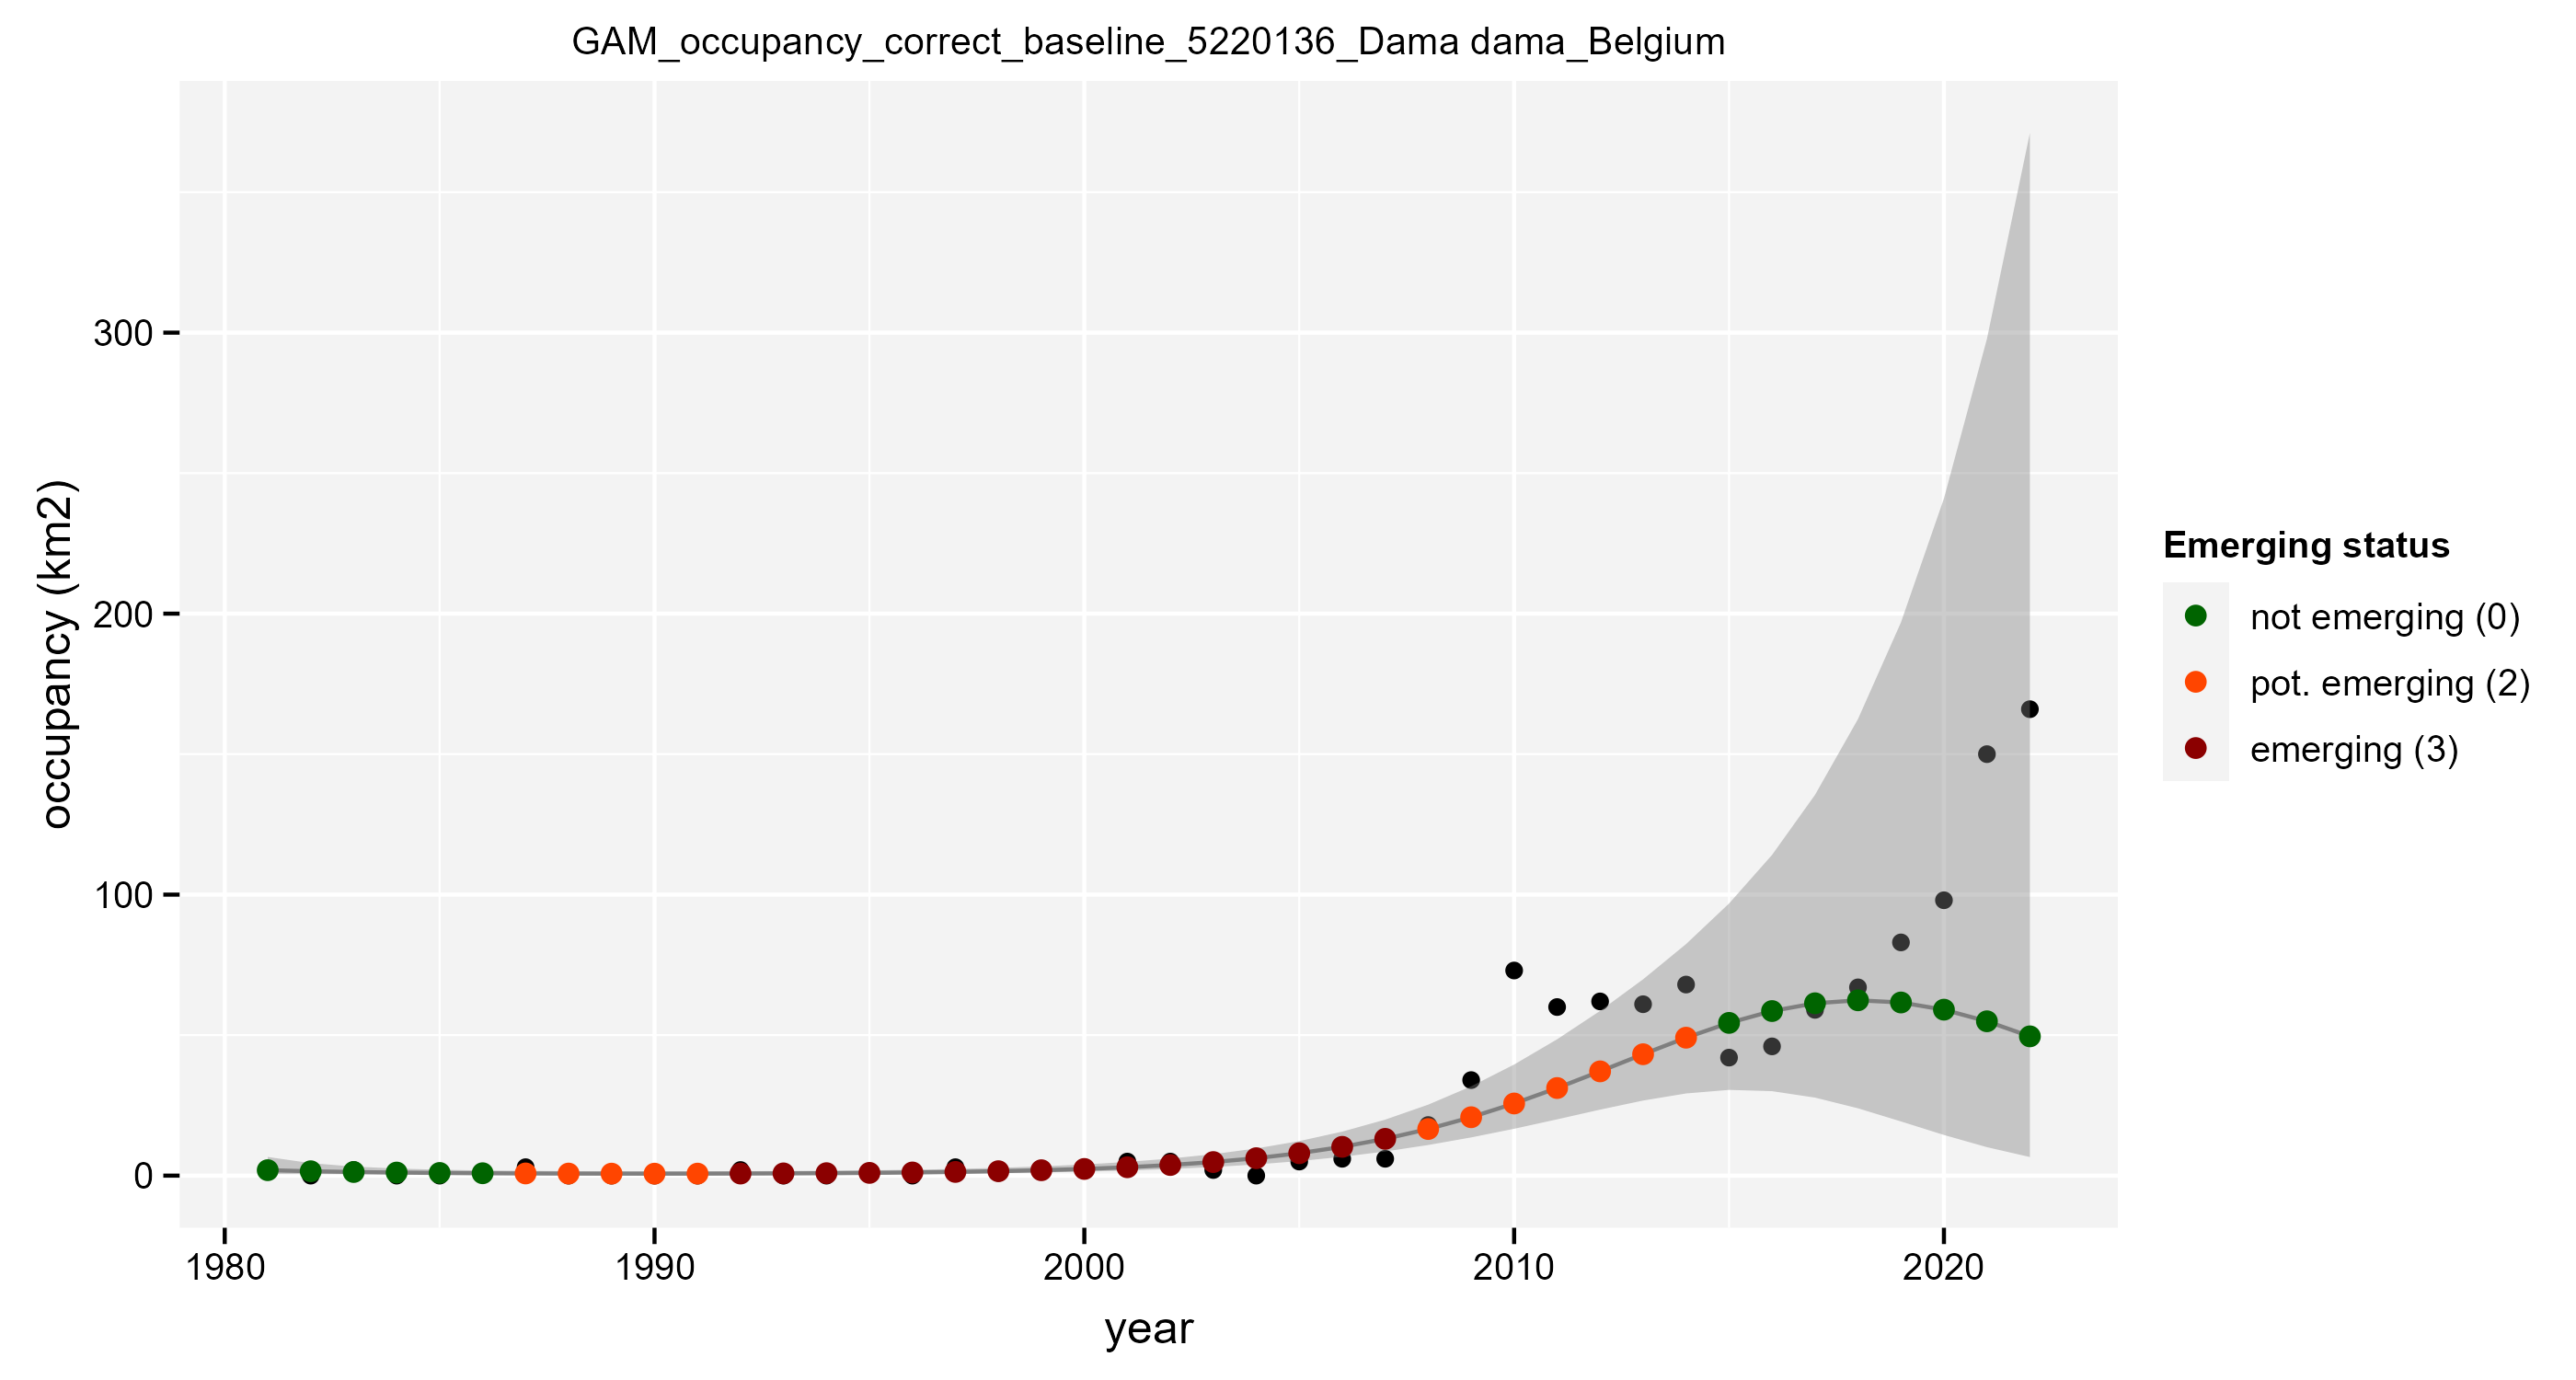 GAM_occupancy_correct_baseline_5220136_Dama dama_Belgium
occupancy (km2)
300
200
100
0
1980
1990
2000
2010
2020
year
Emerging status
not emerging (0)
pot. emerging (2)
emerging (3)